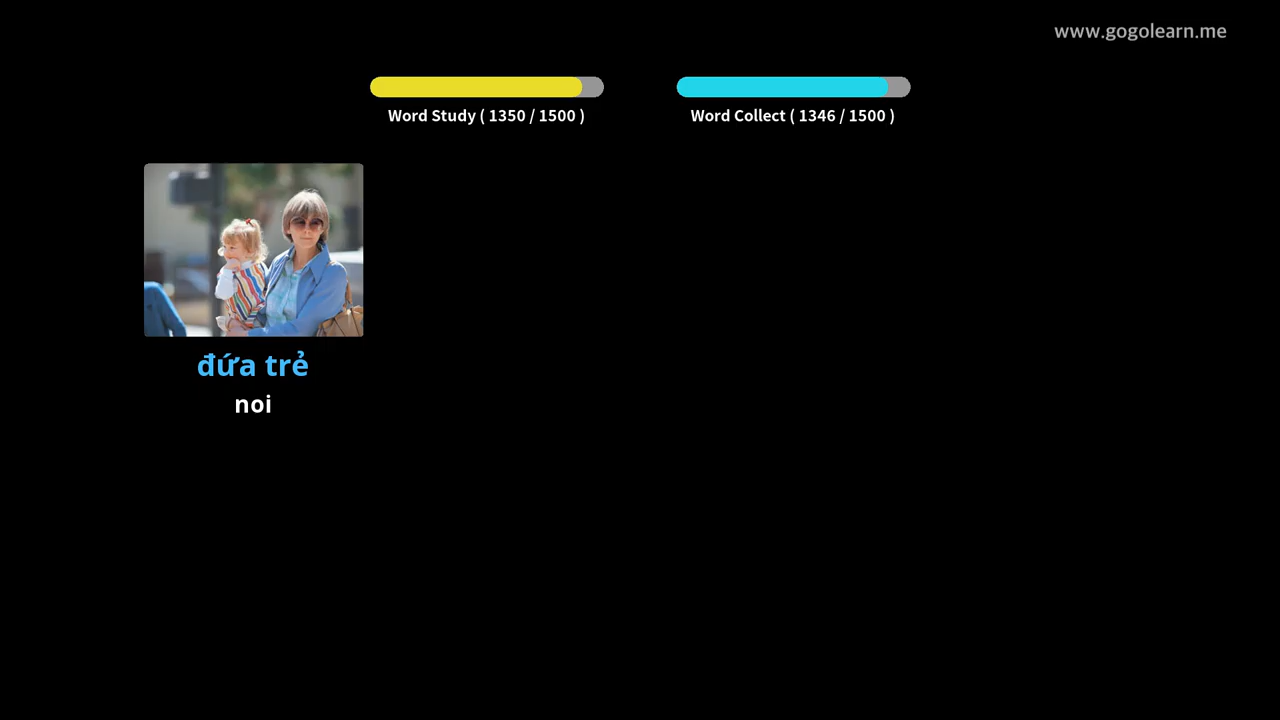 www.gogolearn.me
Word Study ( 1350 / 1500 )
Word Collect ( 1346 / 1500 )
đứa trẻ
noi